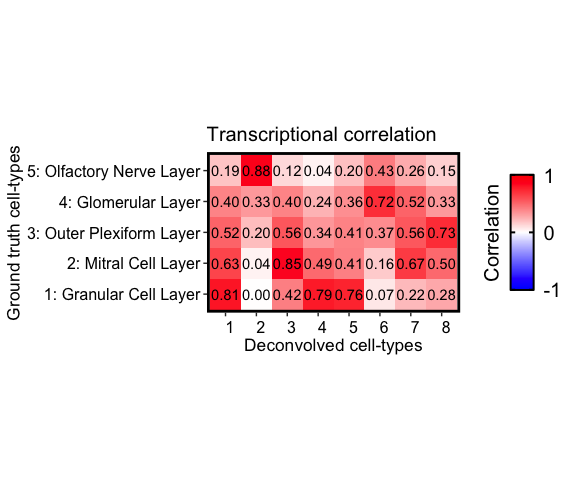 Transcriptional correlation
Ground truth cell-types
5: Olfactory Nerve Layer 0.19 0.88 0.12 0.04 0.20 0.43 0.26 0.15
4: Glomerular Layer 0.40 0.33 0.40 0.24 0.36 0.72 0.52 0.33
3: Outer Plexiform Layer 0.52 0.20 0.56 0.34 0.41 0.37 0.56 0.73
2: Mitral Cell Layer 0.63 0.04 0.85 0.49 0.41 0.16 0.67 0.50
1: Granular Cell Layer 0.81 0.00 0.42 0.79 0.76 0.07 0.22 0.28
1 2 3 4 5 6 7 8
Deconvolved cell-types
Correlation
1
0
-1